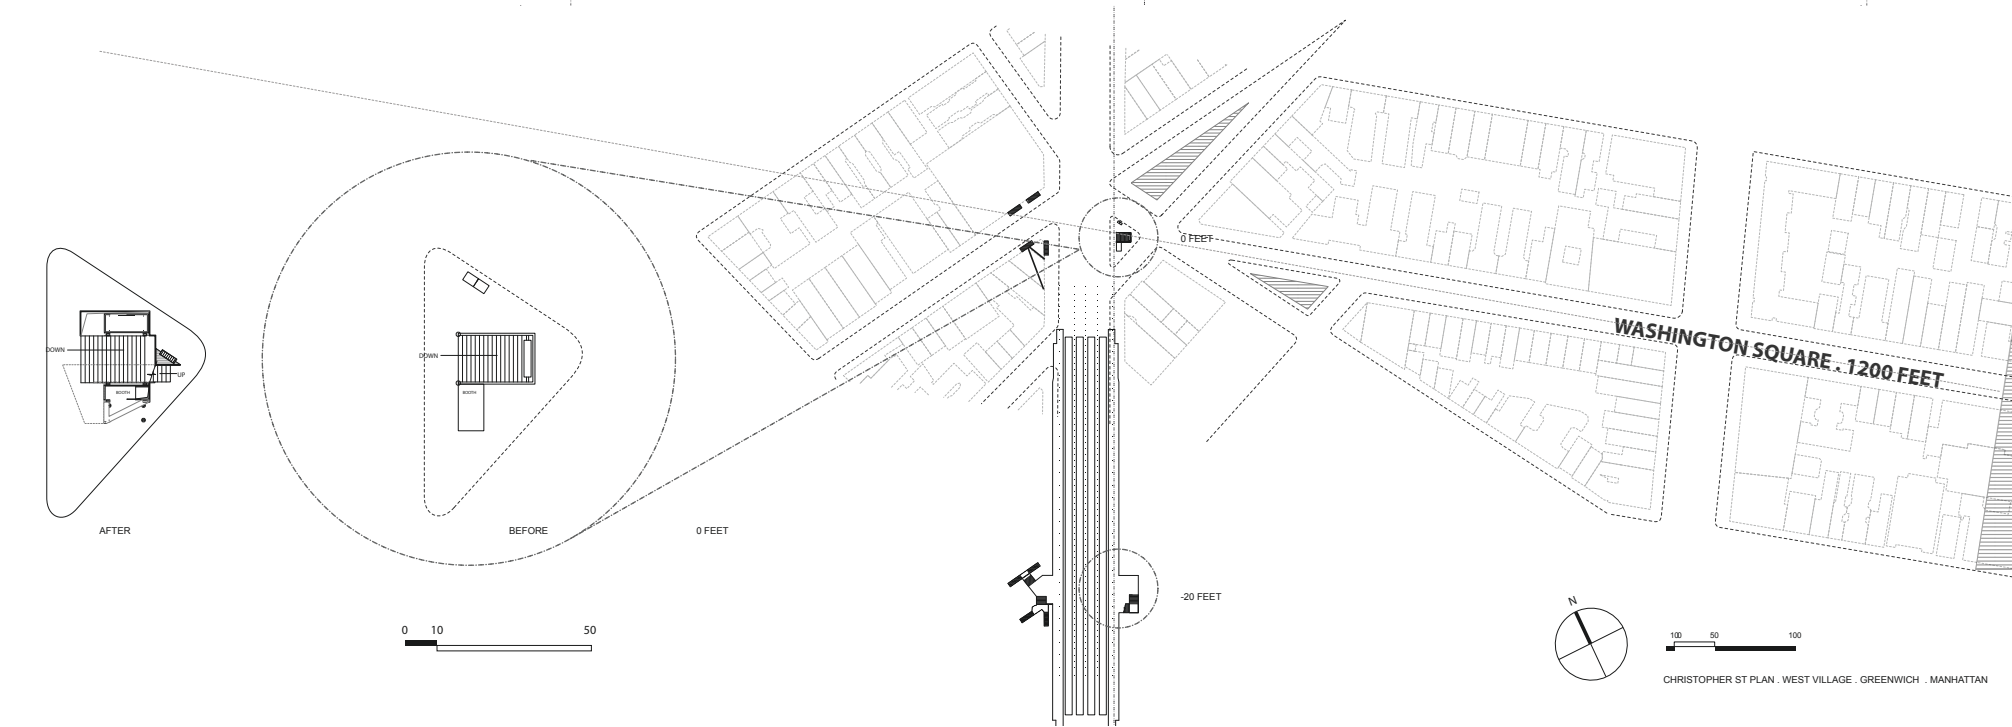 0 FEET
WASHINGTON SQUARE . 1200 FEET
DOWN
UP
BOOTH
DOWN
BOOTH
AFTER
BEFORE
0 FEET
-20 FEET
0 10 50
N
100 50 100
CHRISTOPHER ST PLAN . WEST VILLAGE . GREENWICH . MANHATTAN